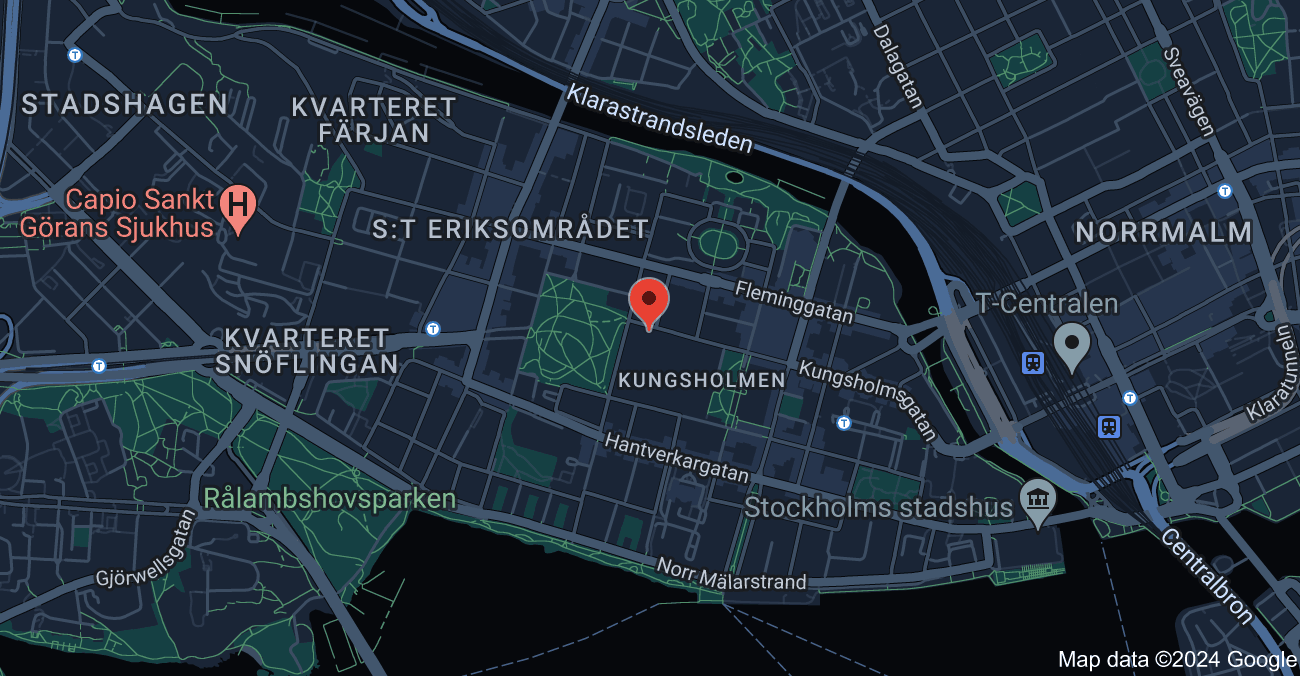 Dalagatan
Sveavägen
Klarastrandsleden
STADSHAGEN
KVARTERET
FÄRJAN
Capio Sankt
Görans Sjukhus
H
S:T ERIKSOMRÅDET
NORRMALM
Fleminggatan
T-Centralen
KVARTERET
SNÖFLINGAN
KUNGSHOLMEN
Kungsholmsgatan
Klaratunneln
Hantverkargatan
Rålambshovsparken
Stockholms stadshus
Gjörwellsgatan
Norr Mälarstrand
Centralbron
T
T
T
T
T
T
Map data ©2024 Google